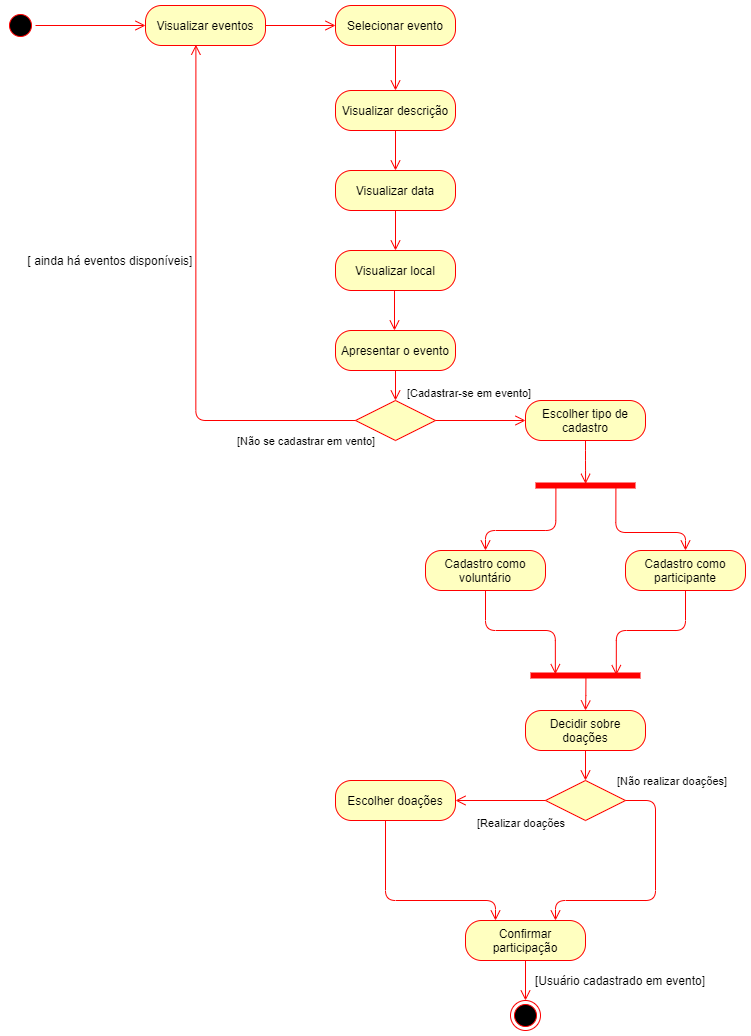 Visualizar eventos
Selecionar evento
Visualizar descrição
Visualizar data
[ ainda há eventos disponíveis]
Visualizar local
Apresentar o evento
[Cadastrar-se em evento]
[Não se cadastrar em vento]
Escolher tipo de
cadastro
Cadastro como
voluntário
Cadastro como
participante
Decidir sobre
doações
[Não realizar doações]
Escolher doações
[Realizar doações
Confirmar
participação
[Usuário cadastrado em evento]